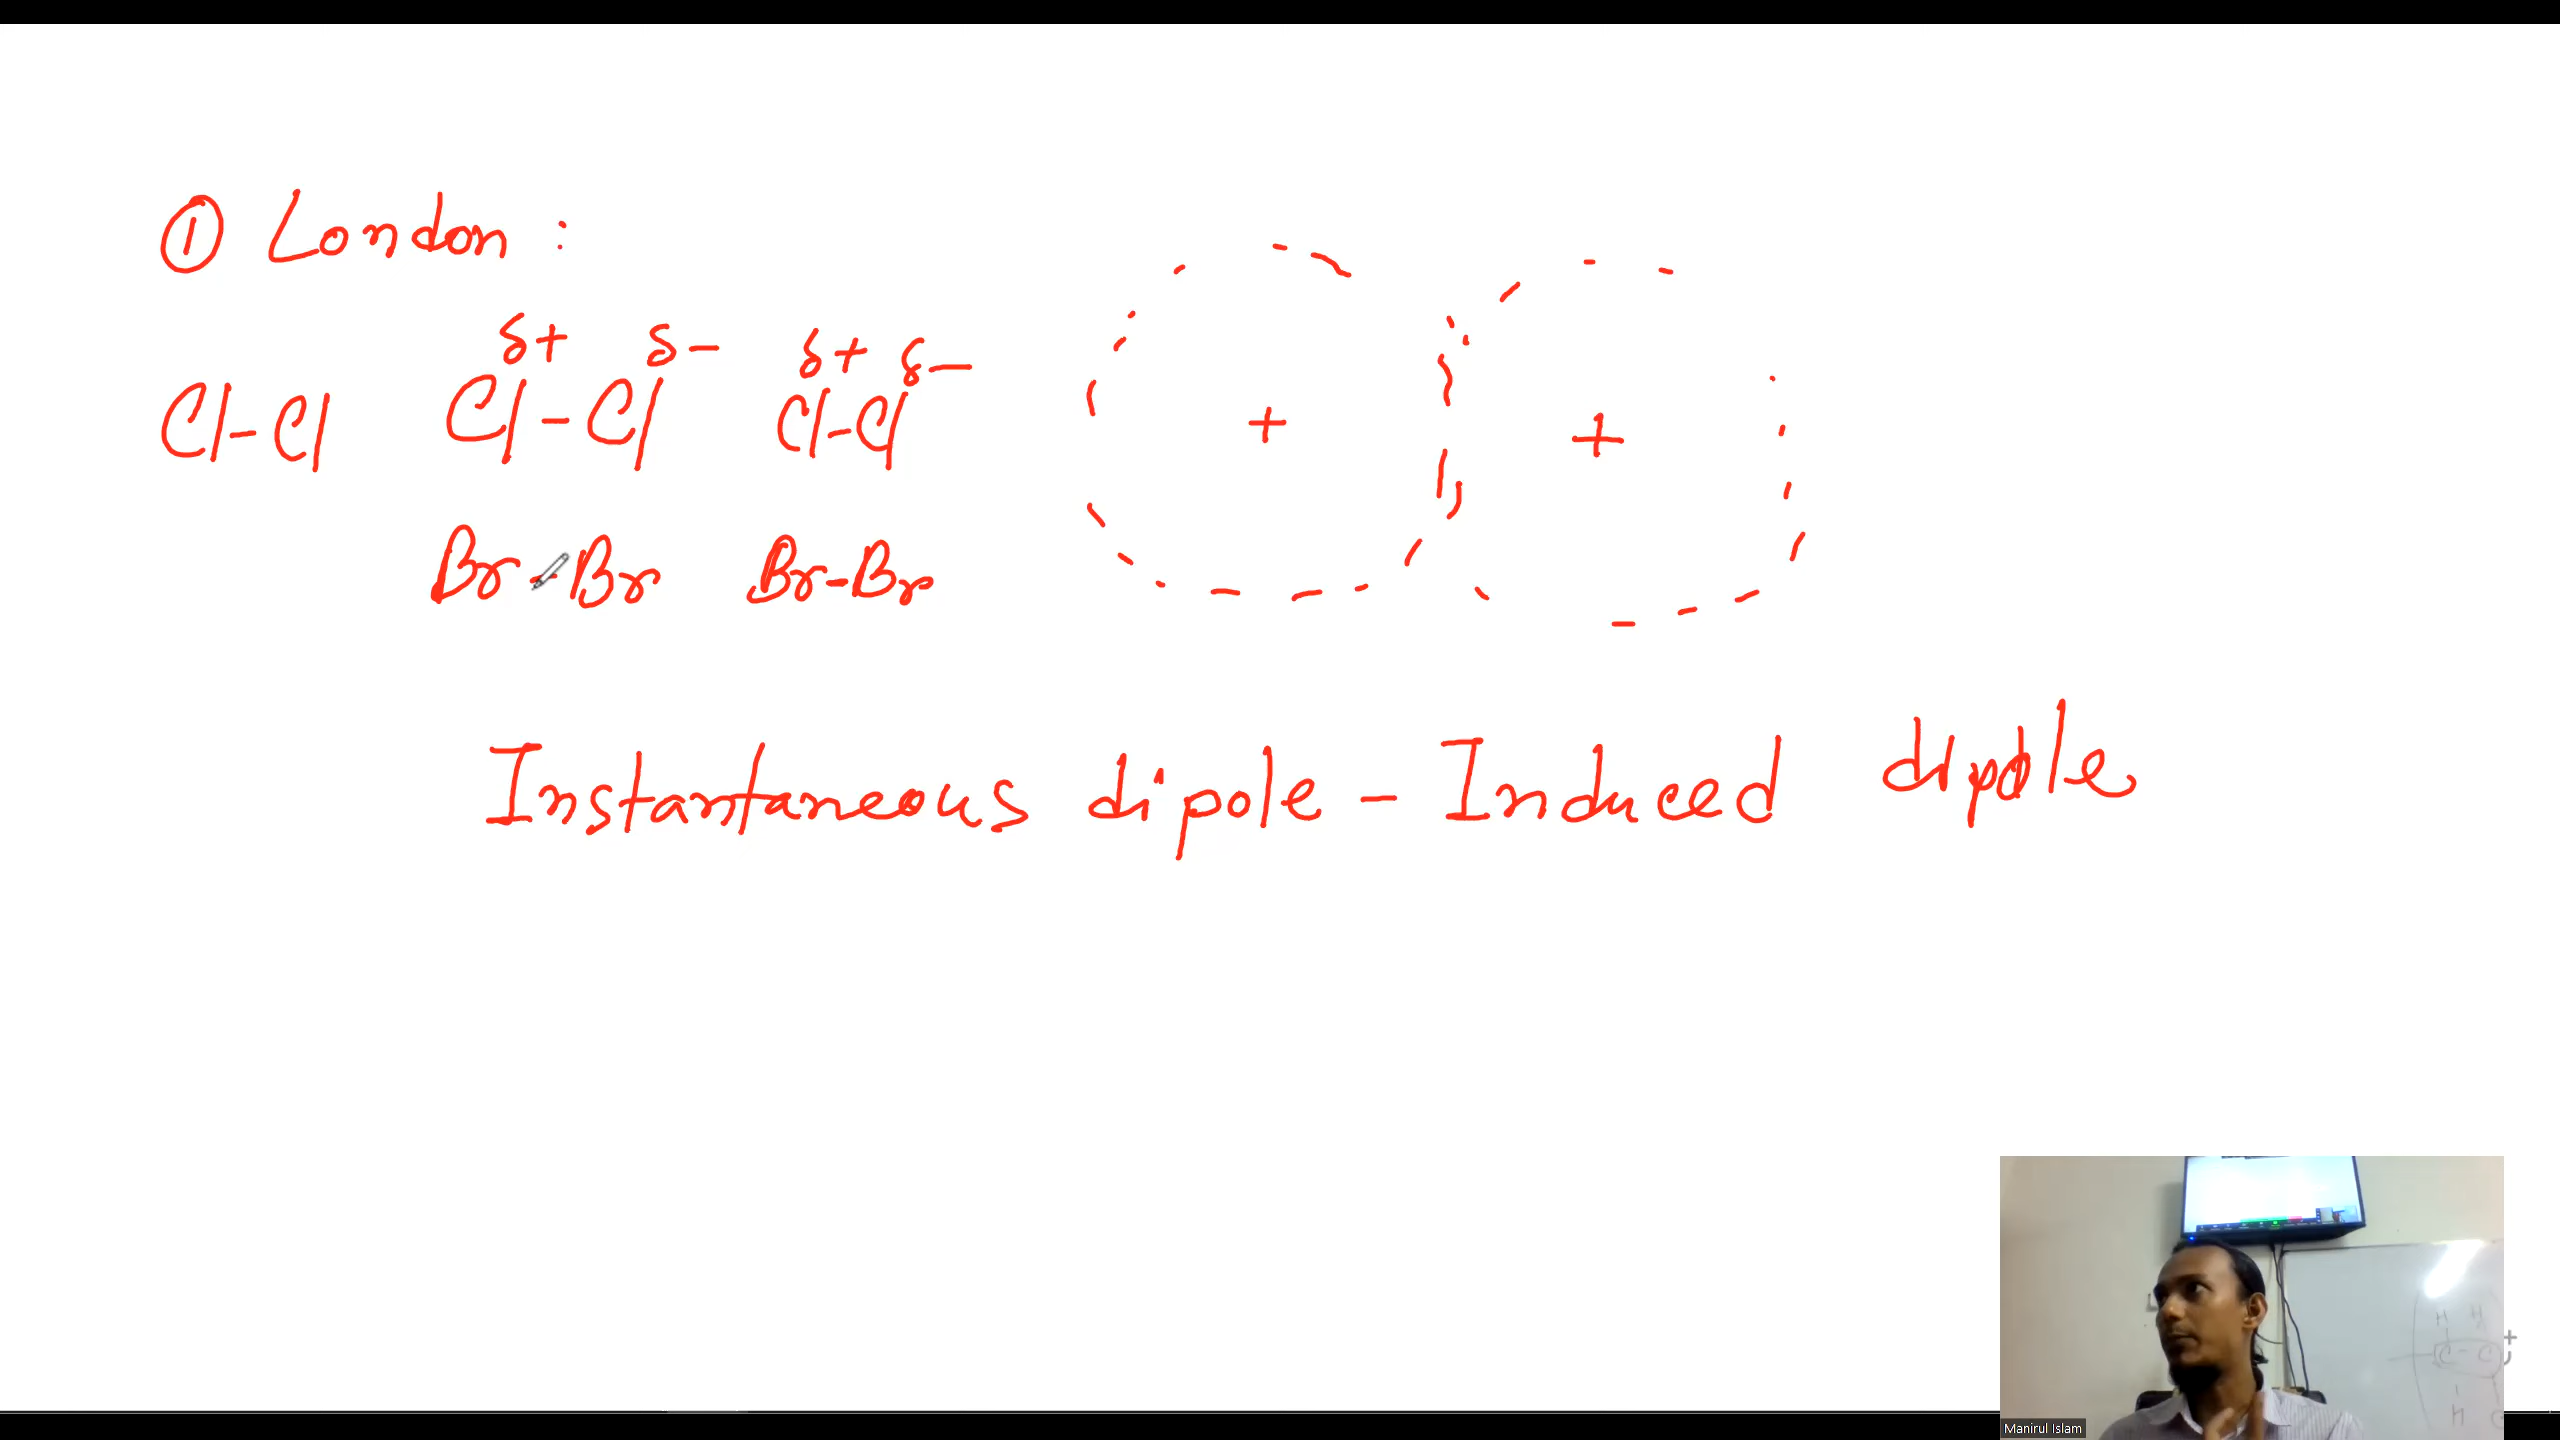 ① London :
δ+ δ- δ+ δ-
Cl-Cl Cl-Cl Cl-Cl
+ +
Br-Br Br-Br
Instantaneous dipole - Induced dipole
H H
C - C
H
Manirul Islam